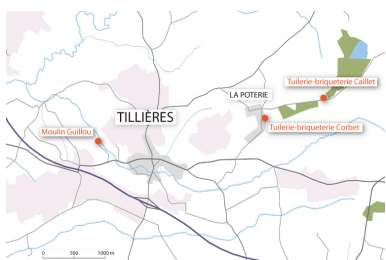 Tuilerie-briqueterie Caillet
LA POTERIE
TILLIÈRES
Tuilerie-briqueterie Corbet
Moulin Guillou
0 500 1000 m